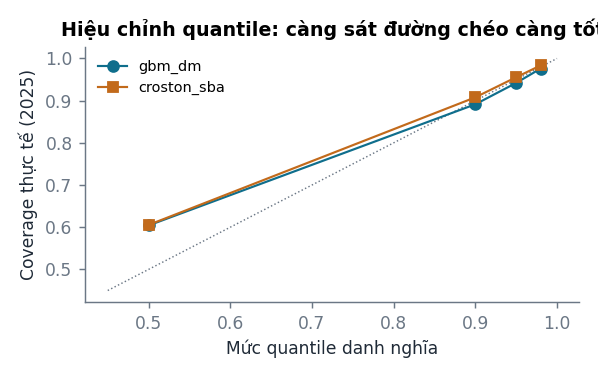 Hiệu chỉnh quantile: càng sát đường chéo càng tốt
1.0
0.9
0.8
0.7
0.6
0.5
Coverage thực tế (2025)
gbm_dm
croston_sba
0.5 0.6 0.7 0.8 0.9 1.0
Mức quantile danh nghĩa